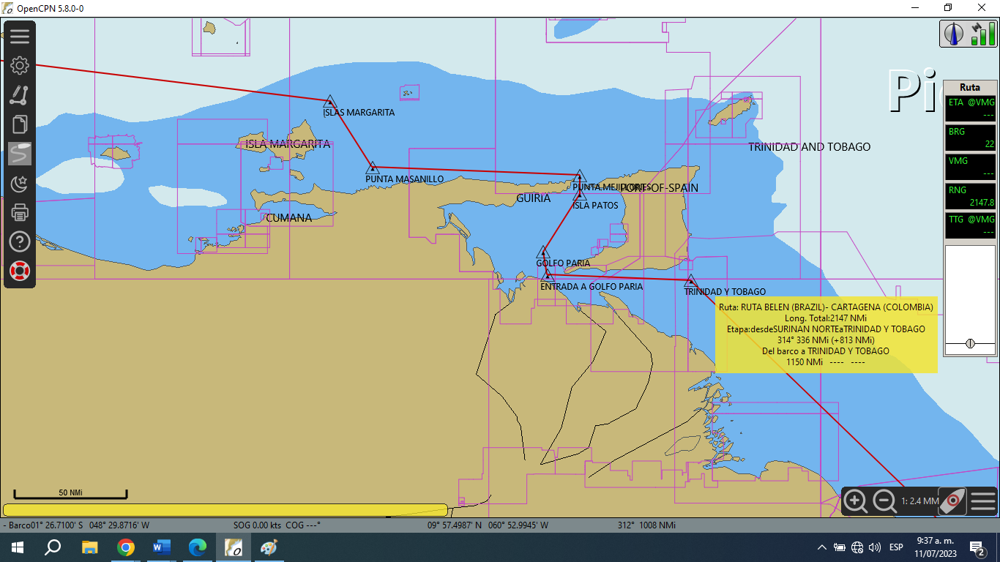 OpenCPN 5.8.0-0
Pi
Ruta
ETA @VMG
---
BRG
22
VMG
---
RNG
2147.8
TTG @VMG
---
ISLAS MARGARITA
ISLA MARGARITA
TRINIDAD AND TOBAGO
PUNTA MASANILLO
PUNTA MEJILLONES
PORT-OF-SPAIN
GUIRIA
ISLA PATOS
CUMANA
GOLFO PARIA
ENTRADA A GOLFO PARIA
TRINIDAD Y TOBAGO
Ruta: RUTA BELEN (BRAZIL)- CARTAGENA (COLOMBIA)
Long. Total:2147 NMi
Etapa:desdeSURINAN NORTEaTRINIDAD Y TOBAGO
314° 336 NMi (+813 NMi)
Del barco a TRINIDAD Y TOBAGO
1150 NMi ---- ----
50 NMi
1: 2.4 MM
- Barco01° 26.7100' S 048° 29.8716' W SOG 0.00 kts COG ---° 09° 57.4987' N 060° 52.9945' W 312° 1008 NMi
ESP
9:37 a. m.
11/07/2023
2